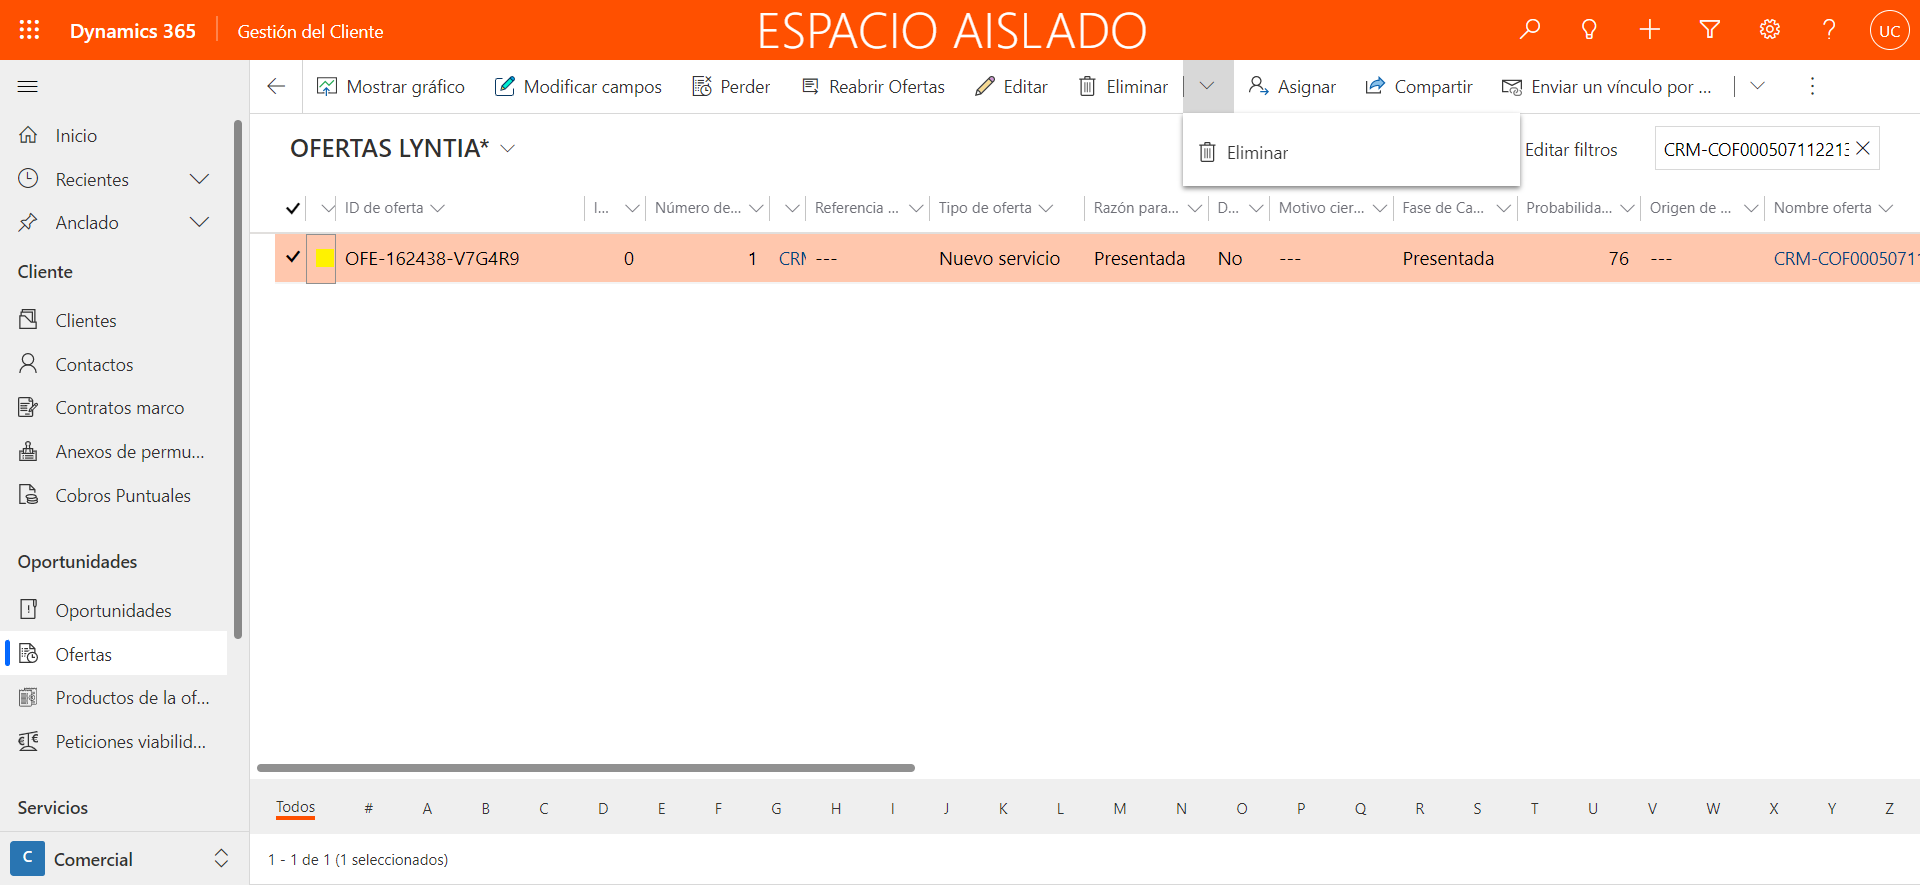 Dynamics 365
Gestión del Cliente
ESPACIO AISLADO
UC
Mostrar gráfico
Modificar campos
Perder
Reabrir Ofertas
Editar
Eliminar
Asignar
Compartir
Enviar un vínculo por ...
Inicio
Recientes
Anclado
Cliente
Clientes
Contactos
Contratos marco
Anexos de permu...
Cobros Puntuales
Oportunidades
Oportunidades
Ofertas
Productos de la of...
Peticiones viabilid...
Servicios
C
Comercial
OFERTAS LYNTIA*
Eliminar
Editar filtros
CRM-COF00050711221
ID de oferta
I...
Número de...
Referencia ...
Tipo de oferta
Razón para...
D...
Motivo cier...
Fase de Ca...
Probabilida...
Origen de ...
Nombre oferta
OFE-162438-V7G4R9
0
1
CRM
---
Nuevo servicio
Presentada
No
---
Presentada
76
---
CRM-COF0005071
Todos
#
A
B
C
D
E
F
G
H
I
J
K
L
M
N
O
P
Q
R
S
T
U
V
W
X
Y
Z
1 - 1 de 1 (1 seleccionados)